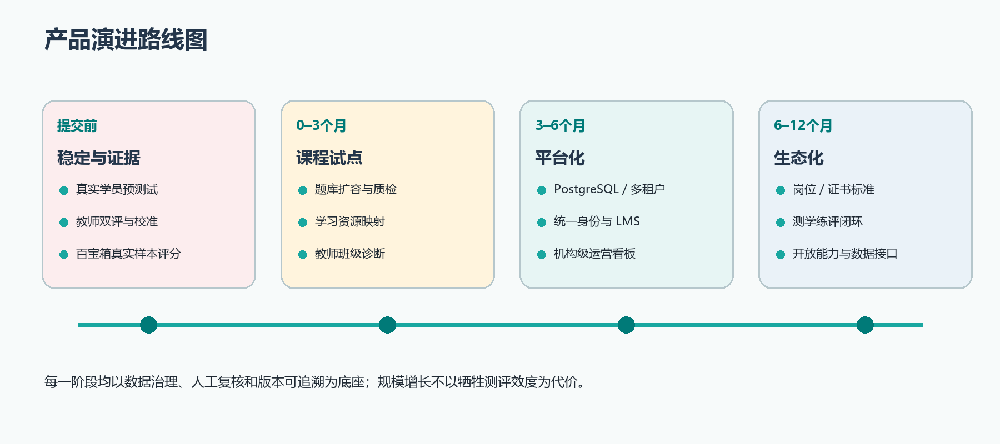 产品演进路线图
提交前
稳定与证据
真实学员预测试
教师双评与校准
百宝箱真实样本评分
0–3个月
课程试点
题库扩容与质检
学习资源映射
教师班级诊断
3–6个月
平台化
PostgreSQL / 多租户
统一身份与 LMS
机构级运营看板
6–12个月
生态化
岗位 / 证书标准
测学练评闭环
开放能力与数据接口
每一阶段均以数据治理、人工复核和版本可追溯为底座；规模增长不以牺牲测评效度为代价。